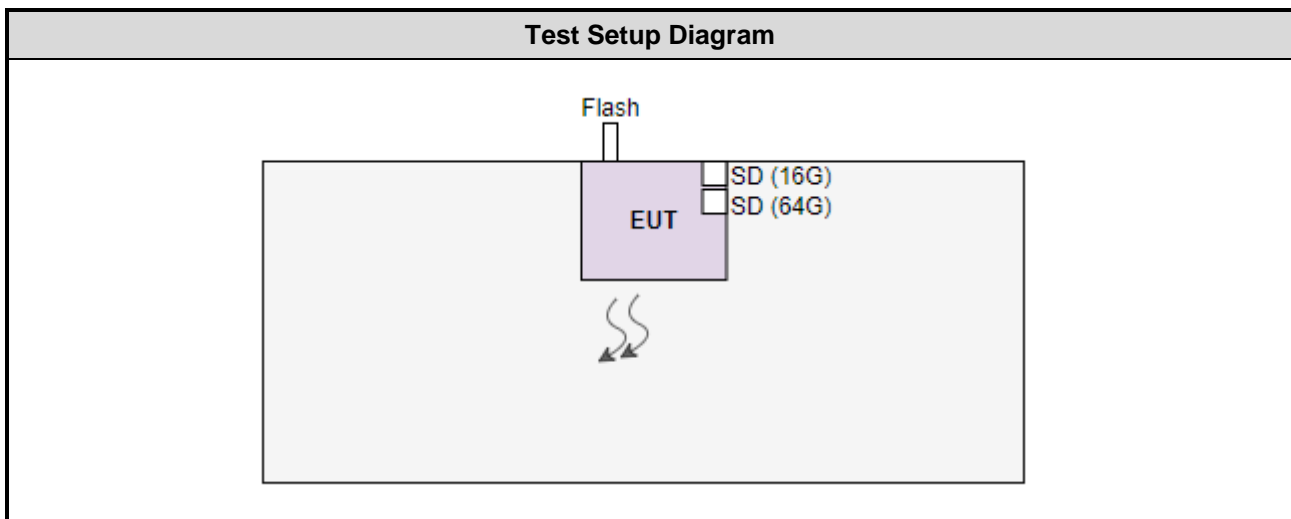 Test Setup Diagram
Flash
SD (16G)
SD (64G)
EUT